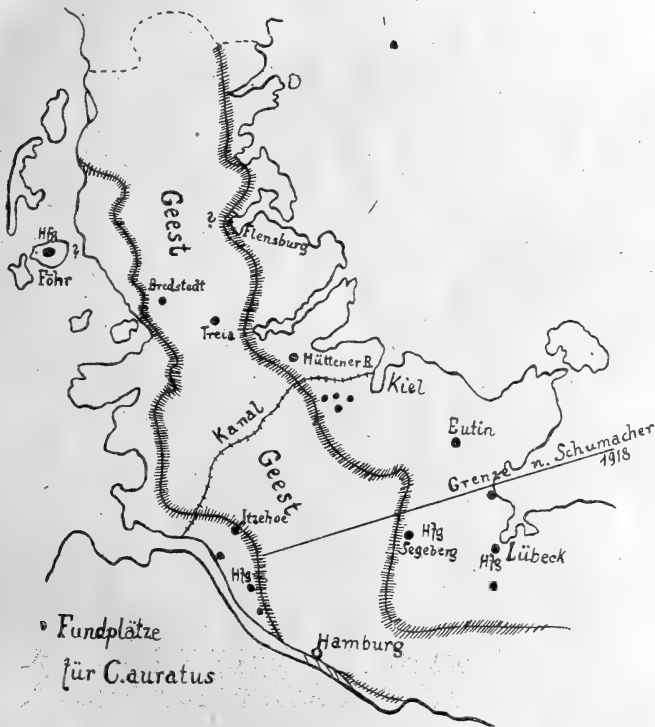 Geest
?
Flensburg
Hfg
?
Föhr
Bredstedt
Treia
Hüttener B.
Kiel
Kanal
Eutin
Geest
Grenze n. Schumacher
1918
Itzehoe
Hfg
Segeberg
Hfg
Lübeck
Hfg
Hamburg
Fundplätze
für C.auratus